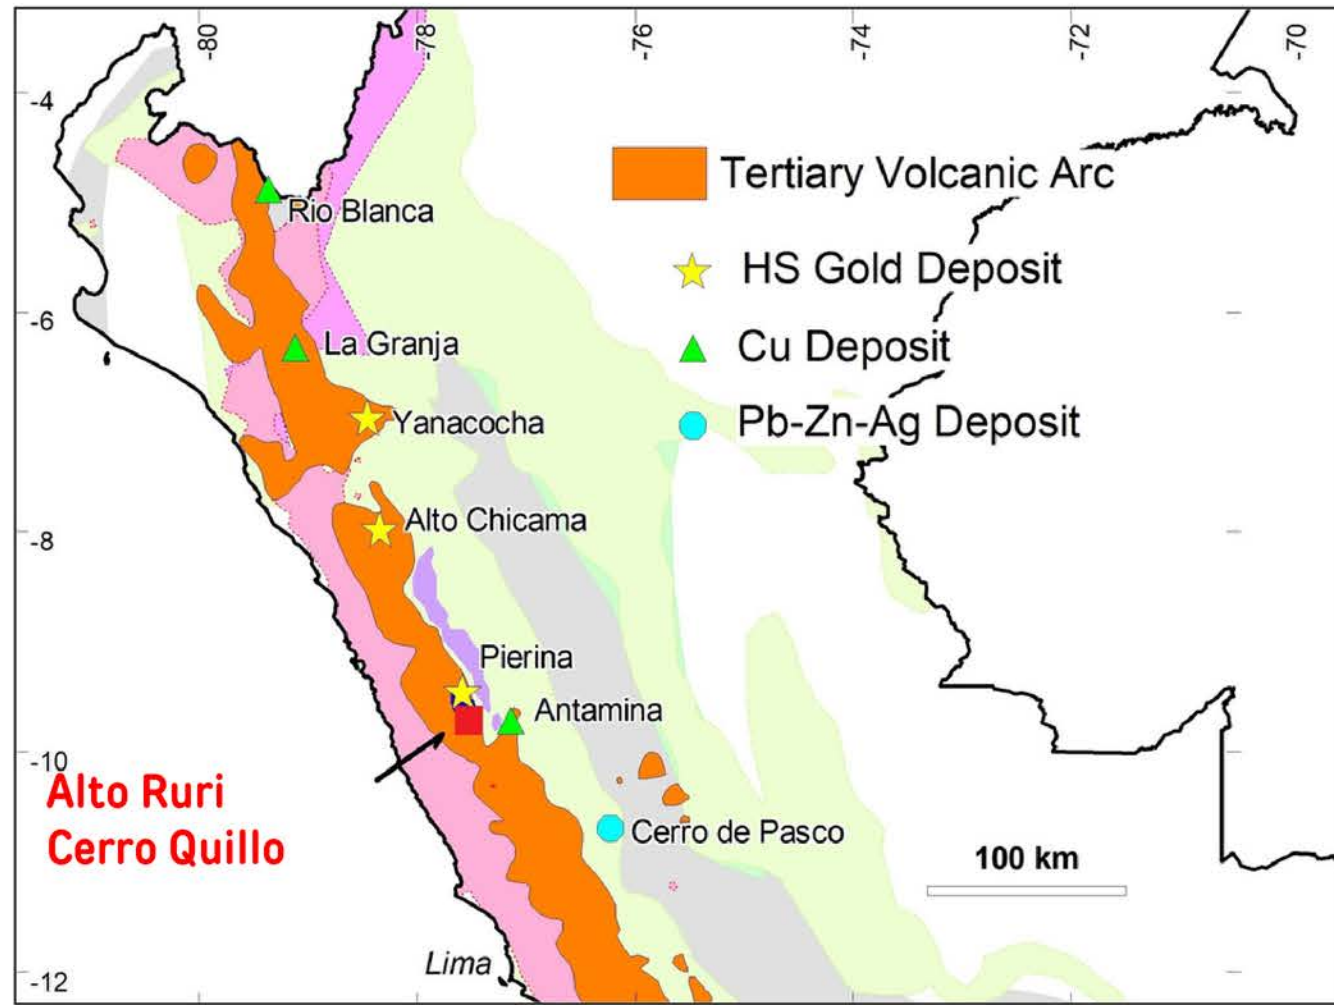 -80
-78
-76
-74
-72
-70
-4
-6
-8
-10
-12
Tertiary Volcanic Arc
HS Gold Deposit
Cu Deposit
Pb-Zn-Ag Deposit
Rio Blanca
La Granja
Yanacocha
Alto Chicama
Pierina
Antamina
Alto Ruri
Cerro Quillo
Cerro de Pasco
100 km
Lima